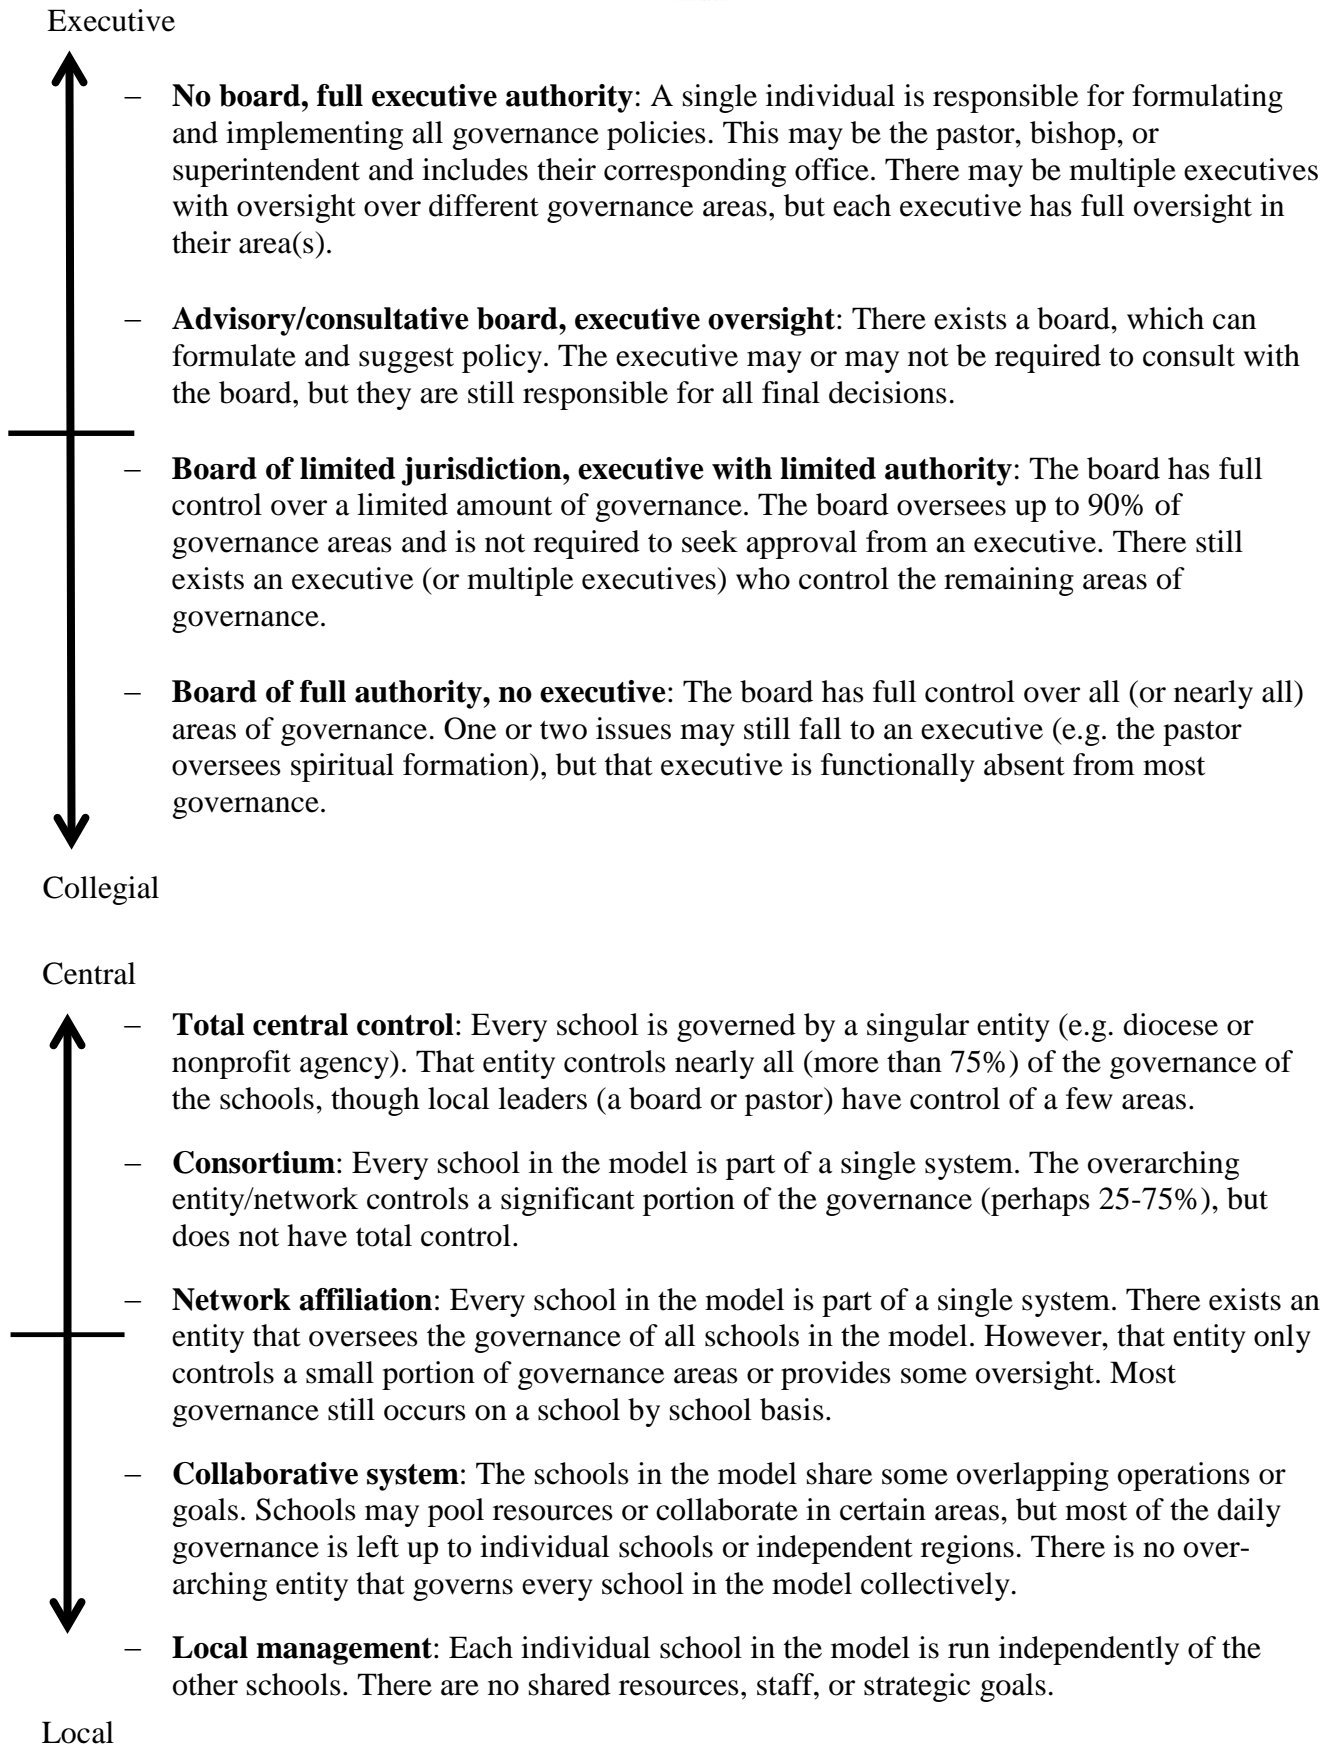 Executive
– No board, full executive authority: A single individual is responsible for formulating
and implementing all governance policies. This may be the pastor, bishop, or
superintendent and includes their corresponding office. There may be multiple executives
with oversight over different governance areas, but each executive has full oversight in
their area(s).
– Advisory/consultative board, executive oversight: There exists a board, which can
formulate and suggest policy. The executive may or may not be required to consult with
the board, but they are still responsible for all final decisions.
– Board of limited jurisdiction, executive with limited authority: The board has full
control over a limited amount of governance. The board oversees up to 90% of
governance areas and is not required to seek approval from an executive. There still
exists an executive (or multiple executives) who control the remaining areas of
governance.
– Board of full authority, no executive: The board has full control over all (or nearly all)
areas of governance. One or two issues may still fall to an executive (e.g. the pastor
oversees spiritual formation), but that executive is functionally absent from most
governance.
Collegial
Central
– Total central control: Every school is governed by a singular entity (e.g. diocese or
nonprofit agency). That entity controls nearly all (more than 75%) of the governance of
the schools, though local leaders (a board or pastor) have control of a few areas.
– Consortium: Every school in the model is part of a single system. The overarching
entity/network controls a significant portion of the governance (perhaps 25-75%), but
does not have total control.
– Network affiliation: Every school in the model is part of a single system. There exists an
entity that oversees the governance of all schools in the model. However, that entity only
controls a small portion of governance areas or provides some oversight. Most
governance still occurs on a school by school basis.
– Collaborative system: The schools in the model share some overlapping operations or
goals. Schools may pool resources or collaborate in certain areas, but most of the daily
governance is left up to individual schools or independent regions. There is no over-
arching entity that governs every school in the model collectively.
– Local management: Each individual school in the model is run independently of the
other schools. There are no shared resources, staff, or strategic goals.
Local